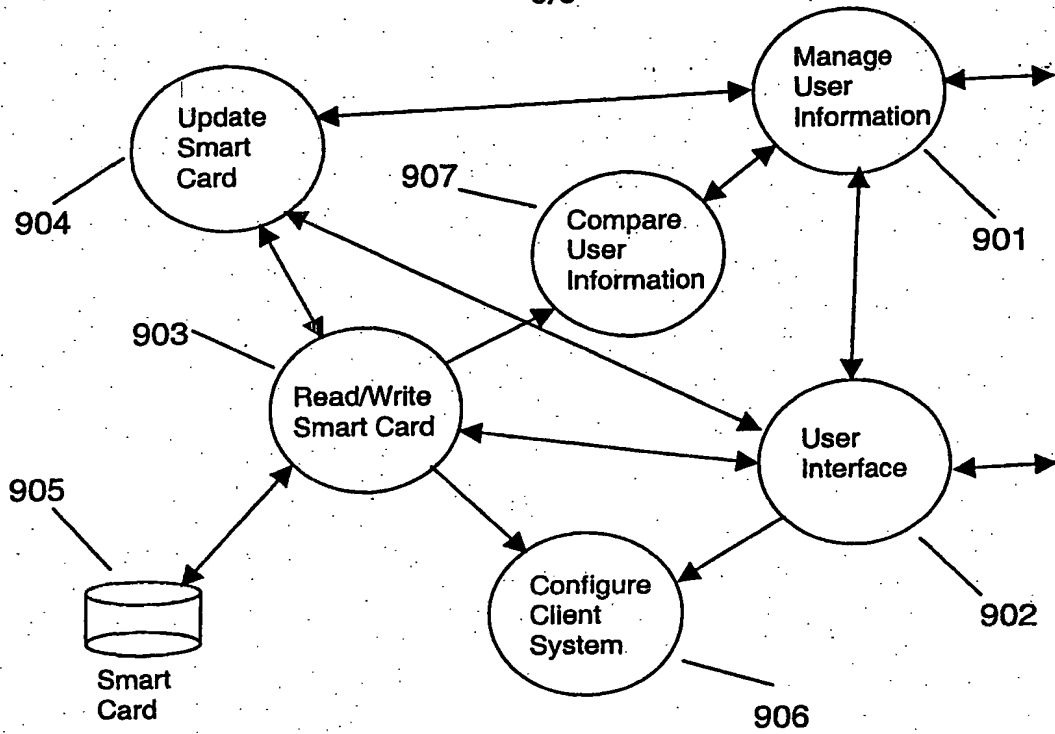 Manage
User
Information
Update
Smart
Card
907
904
Compare
User
Information
901
903
Read/Write
Smart Card
User
Interface
905
Configure
Client
System
902
Smart
Card
906